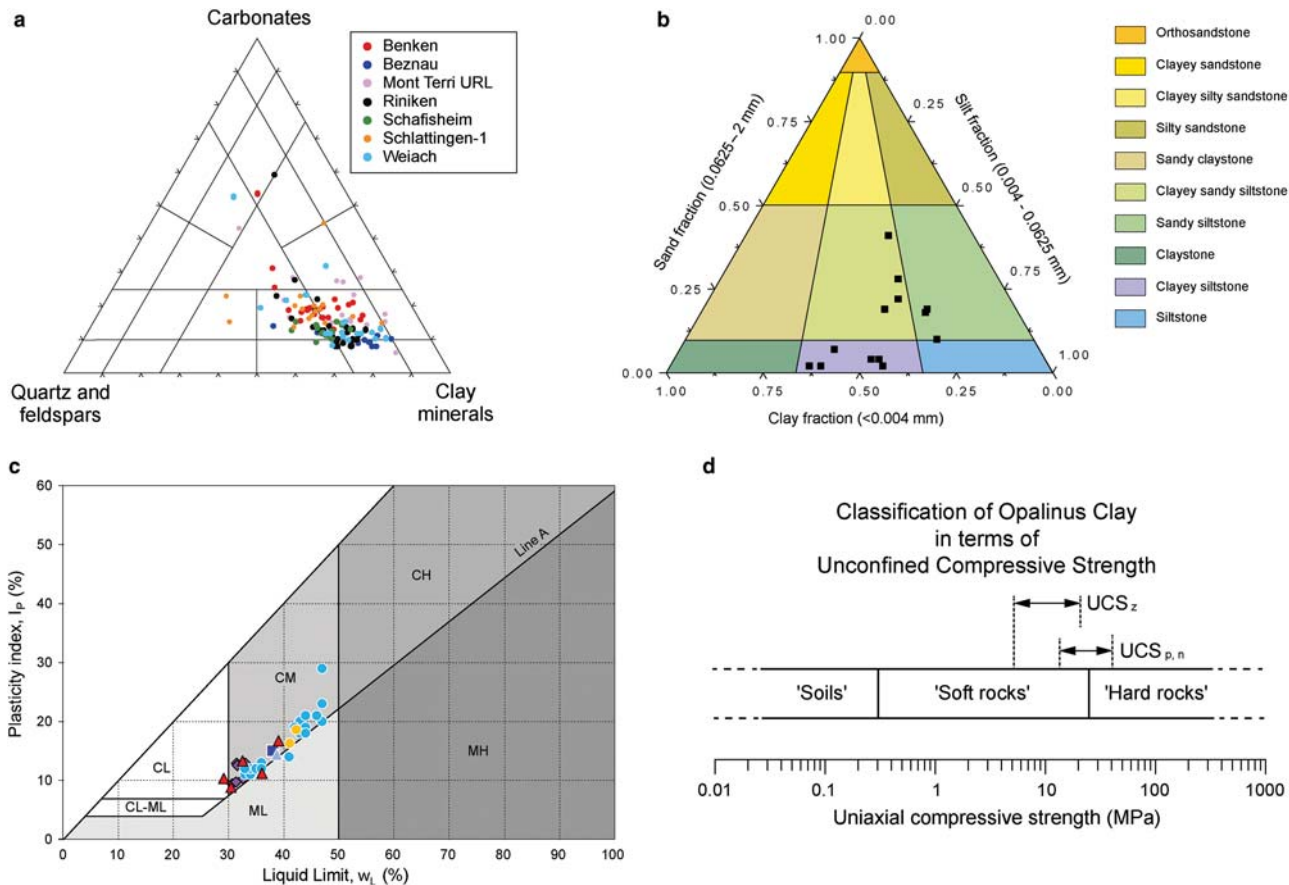 a
Carbonates
Benken
Beznau
Mont Terri URL
Riniken
Schafisheim
Schlattingen-1
Weiach
Quartz and
feldspars
Clay
minerals
b
0.00
1.00
0.25
0.75
0.50
0.50
0.75
0.25
1.00
0.00
1.00
0.75
0.50
0.25
0.00
Sand fraction (0.0625 – 2 mm)
Silt fraction (0.004 - 0.0625 mm)
Clay fraction (<0.004 mm)
Orthosandstone
Clayey sandstone
Clayey silty sandstone
Silty sandstone
Sandy claystone
Clayey sandy siltstone
Sandy siltstone
Claystone
Clayey siltstone
Siltstone
c
60
50
40
30
20
10
0
Plasticity index, IP (%)
CH
Line A
CM
CL
MH
CL-ML
ML
0 10 20 30 40 50 60 70 80 90 100
Liquid Limit, wL (%)
d
Classification of Opalinus Clay
in terms of
Unconfined Compressive Strength
UCS z
UCS p, n
'Soils' 'Soft rocks' 'Hard rocks'
0.01 0.1 1 10 100 1000
Uniaxial compressive strength (MPa)